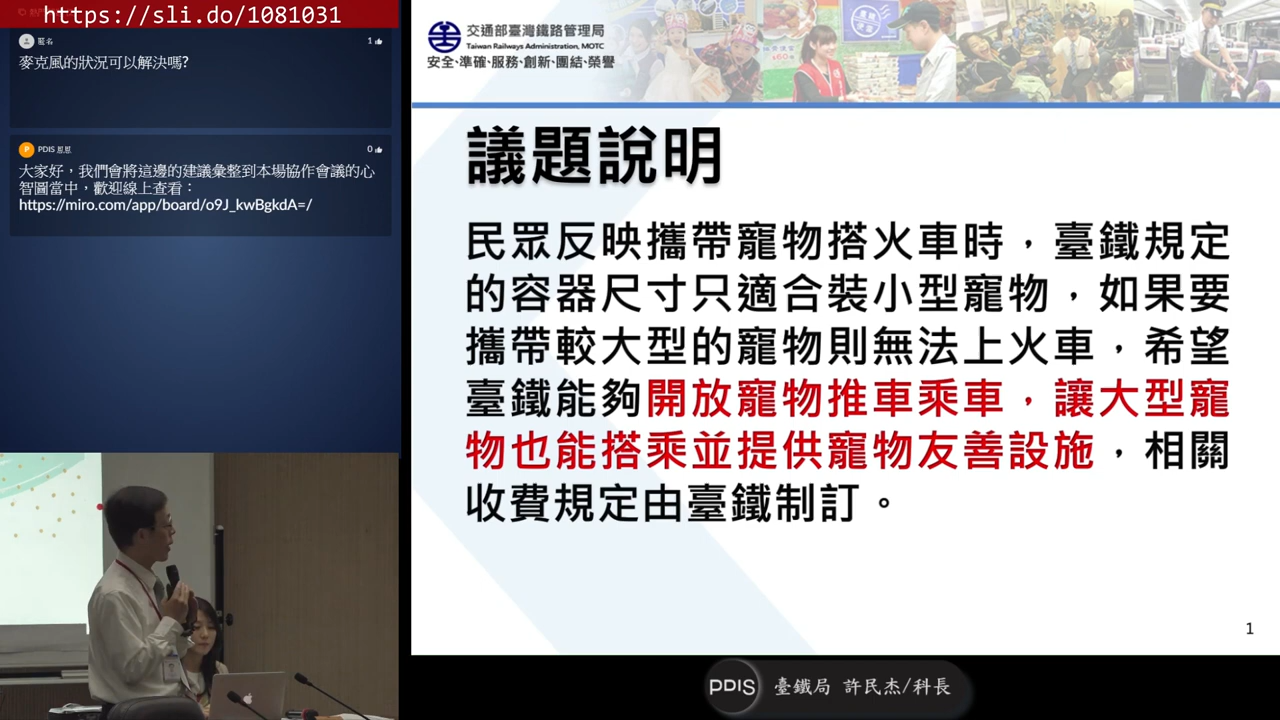 https://sli.do/1081031
匿名
1
麥克風的狀況可以解決嗎?
P
PDIS 恩恩
0
大家好，我們會將這邊的建議彙整到本場協作會議的心
智圖當中，歡迎線上查看：
https://miro.com/app/board/o9J_kwBgkdA=/
交通部臺灣鐵路管理局
Taiwan Railways Administration, MOTC
安全、準確、服務、創新、團結、榮譽
議題說明
民眾反映攜帶寵物搭火車時，臺鐵規定
的容器尺寸只適合裝小型寵物，如果要
攜帶較大型的寵物則無法上火車，希望
臺鐵能夠開放寵物推車乘車，讓大型寵
物也能搭乘並提供寵物友善設施，相關
收費規定由臺鐵制訂。
1
PDIS 臺鐵局 許民杰/科長